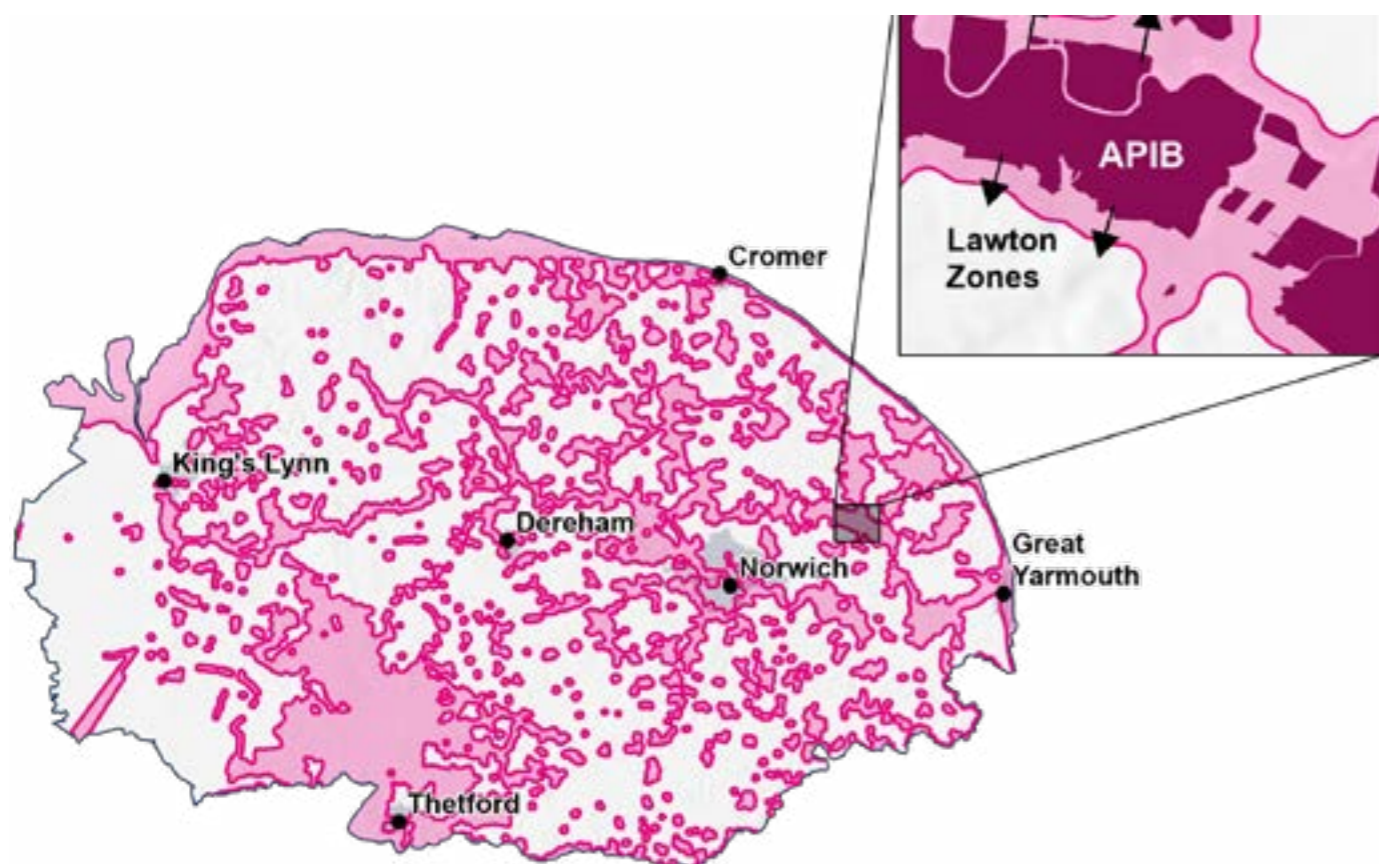 APIB
Lawton
Zones
Cromer
King's Lynn
Dereham
Norwich
Great
Yarmouth
Thetford